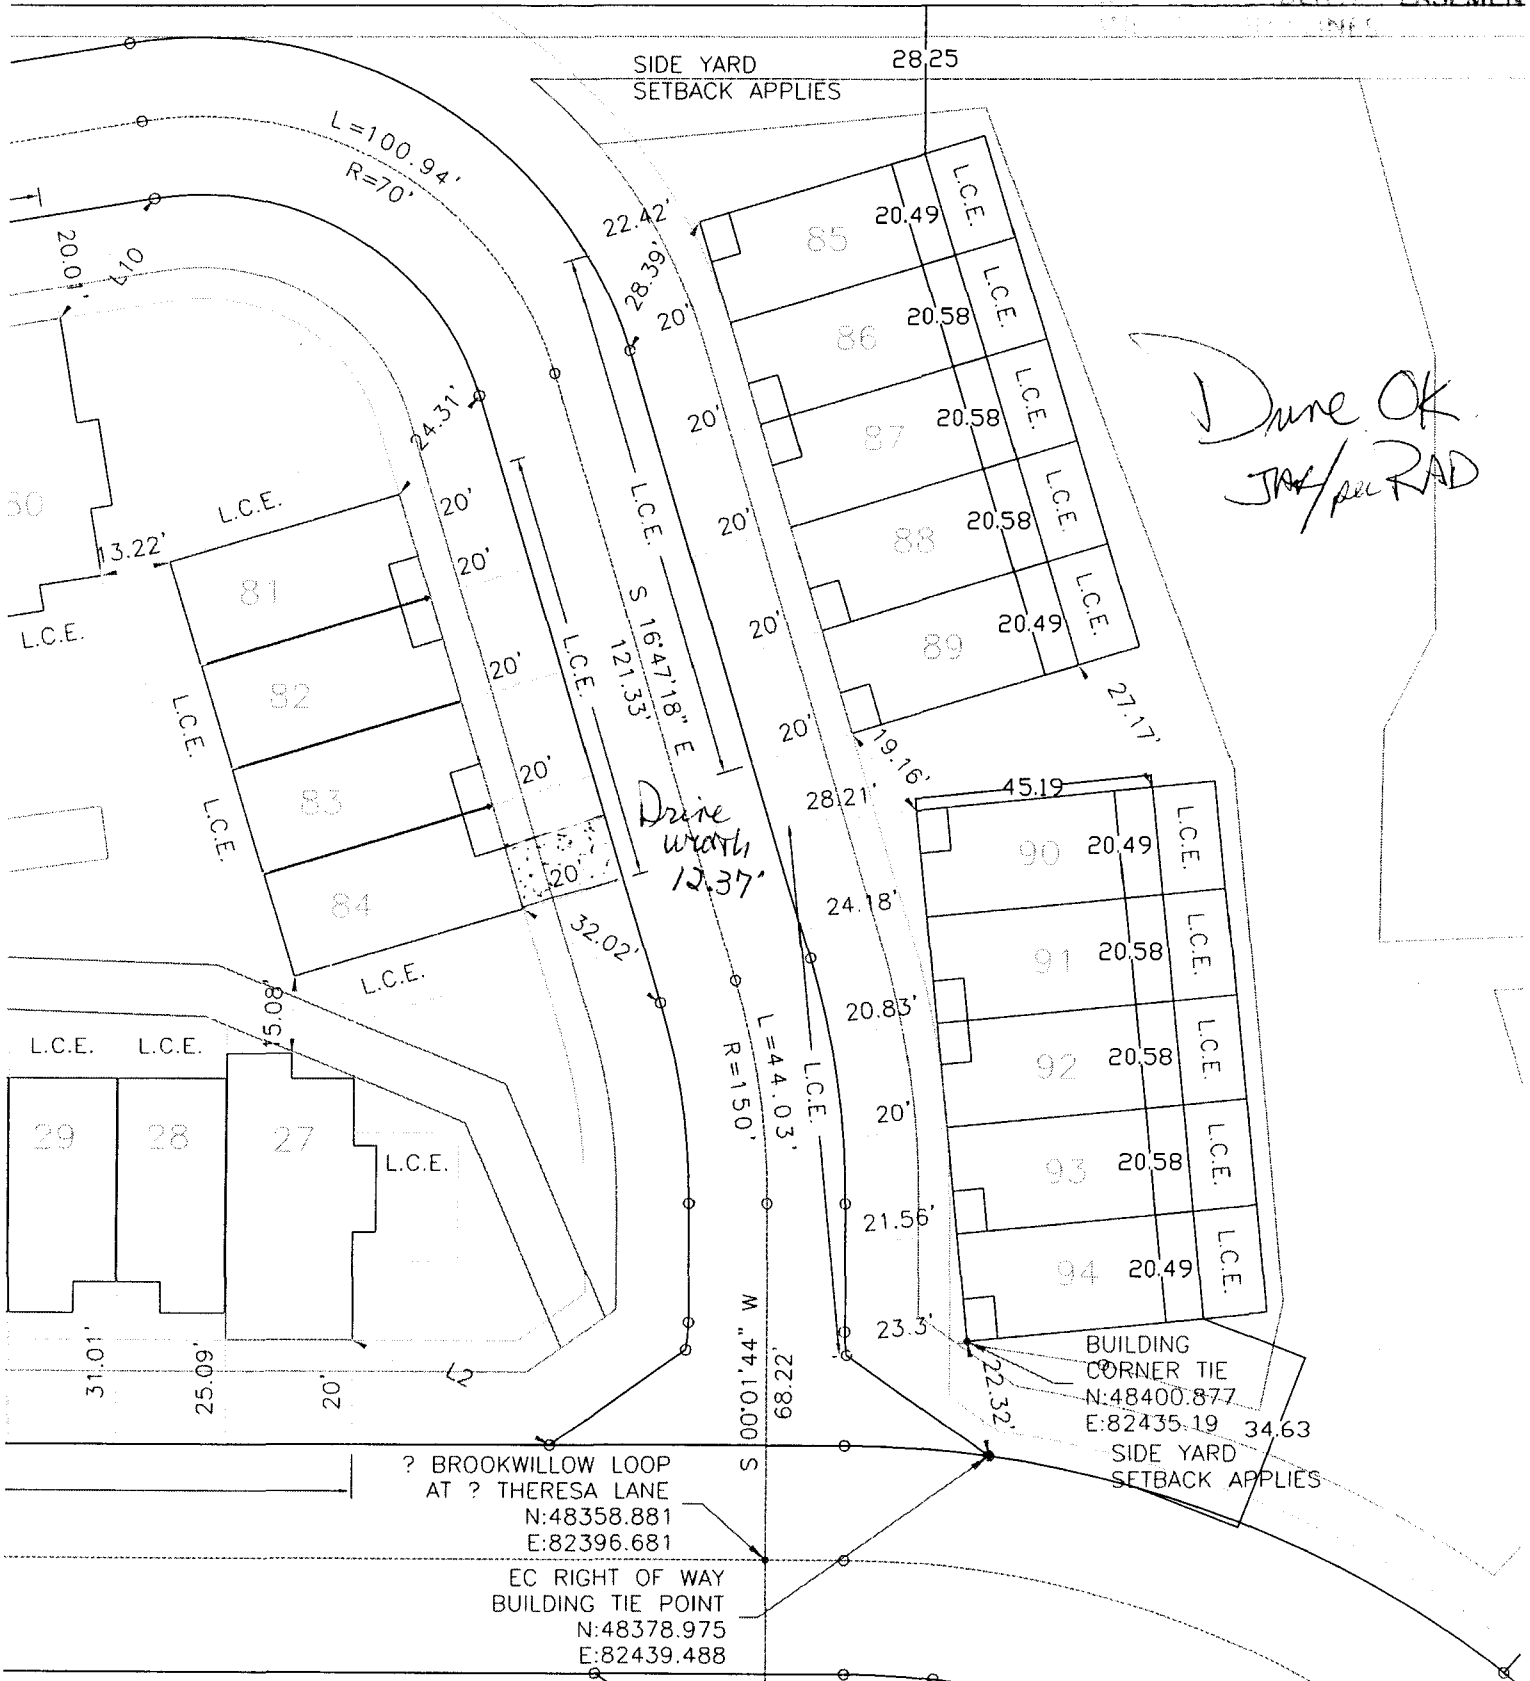 EASEMEN
LINES
SIDE YARD
SETBACK APPLIES
28.25
L=100.94'
R=70'
22.42'
28.39'
20.01'
L10
24.31'
13.22'
L.C.E.
L.C.E.
81
82
83
84
L.C.E.
L.C.E.
L.C.E.
20'
20'
20'
20'
20'
L.C.E.
L.C.E.
S 16°47'18" E
121.33'
20'
20'
20'
20'
20'
85
86
87
88
89
20.49
20.58
20.58
20.58
20.49
L.C.E.
L.C.E.
L.C.E.
L.C.E.
L.C.E.
OK
per RAD
27.17'
19.16'
28.21'
45.19
Drive
width
12.37'
32.02'
15.08'
24.18'
20.83'
20'
21.56'
23.3'
90
91
92
93
94
20.49
20.58
20.58
20.58
20.49
L.C.E.
L.C.E.
L.C.E.
L.C.E.
L.C.E.
L=44.03'
R=150'
L.C.E.
L.C.E.
L.C.E.
29
28
27
L.C.E.
31.01'
25.09'
20'
L2
S 00°01'44" W
68.22'
22.32'
BUILDING
CORNER TIE
N:48400.877
E:82435.19
34.63
SIDE YARD
SETBACK APPLIES
? BROOKWILLOW LOOP
AT ? THERESA LANE
N:48358.881
E:82396.681
EC RIGHT OF WAY
BUILDING TIE POINT
N:48378.975
E:82439.488